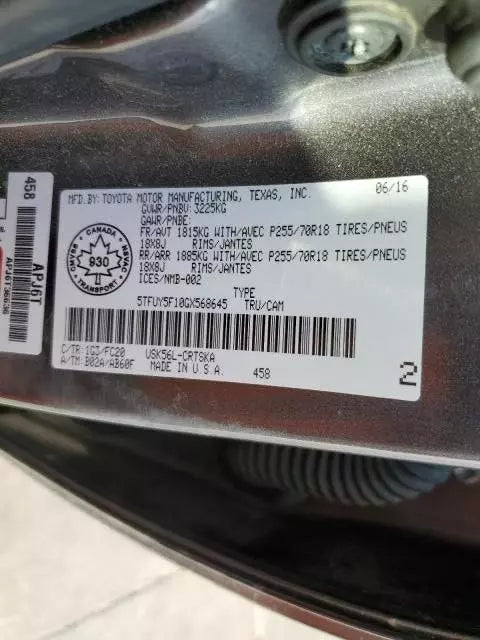 MFD.BY: TOYOTA MOTOR MANUFACTURING, TEXAS, INC. 06/16
GVWR/PNBV: 3225KG
GAWR/PNBE:
FR/AVT 1815KG WITH/AVEC P255/70R18 TIRES/PNEUS
18X8J RIMS/JANTES
RR/ARR 1885KG WITH/AVEC P255/70R18 TIRES/PNEUS
18X8J RIMS/JANTES
ICES/NMB-002
TYPE
5TFUY5F10GX568645 TRU/CAM
C/TR: 1G3/FC20 USK56L-CRTSKA
A/TM: B02A/AB60F MADE IN U.S.A. 458
2
CANADA
930
TRANSPORT
458
APJ6T